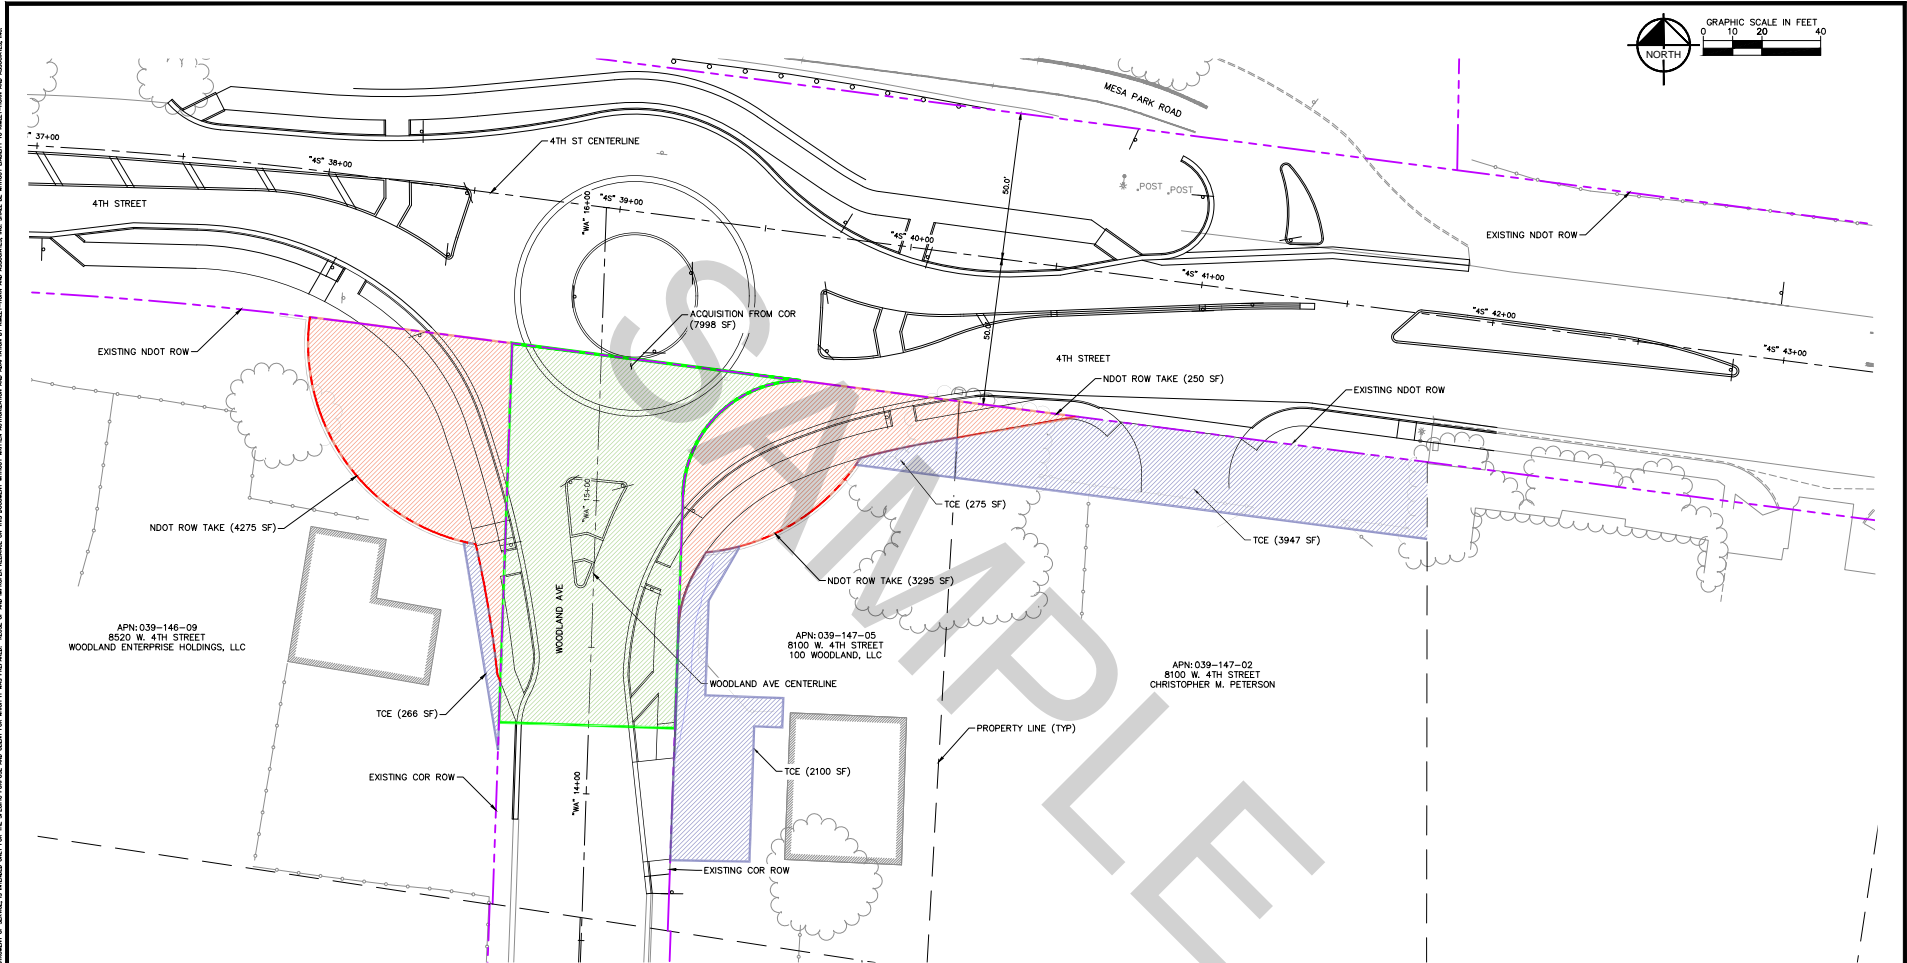 GRAPHIC SCALE IN FEET
0 10 20 40
NORTH
MESA PARK ROAD
37+00
"4S" 38+00
4TH ST CENTERLINE
4TH STREET
"WA" 16+00
"4S" 39+00
50.0'
POST
POST
"4S" 40+00
EXISTING NDOT ROW
"4S" 41+00
ACQUISITION FROM COR
(7998 SF)
50.0'
"4S" 42+00
"4S" 43+00
EXISTING NDOT ROW
4TH STREET
NDOT ROW TAKE (250 SF)
EXISTING NDOT ROW
"WA" 15+00
NDOT ROW TAKE (4275 SF)
TCE (275 SF)
TCE (3947 SF)
NDOT ROW TAKE (3295 SF)
WOODLAND AVE
APN: 039-146-09
8520 W. 4TH STREET
WOODLAND ENTERPRISE HOLDINGS, LLC
APN: 039-147-05
8100 W. 4TH STREET
100 WOODLAND, LLC
APN: 039-147-02
8100 W. 4TH STREET
CHRISTOPHER M. PETERSON
WOODLAND AVE CENTERLINE
TCE (266 SF)
PROPERTY LINE (TYP)
EXISTING COR ROW
TCE (2100 SF)
"WA" 14+00
EXISTING COR ROW
SAMPLE